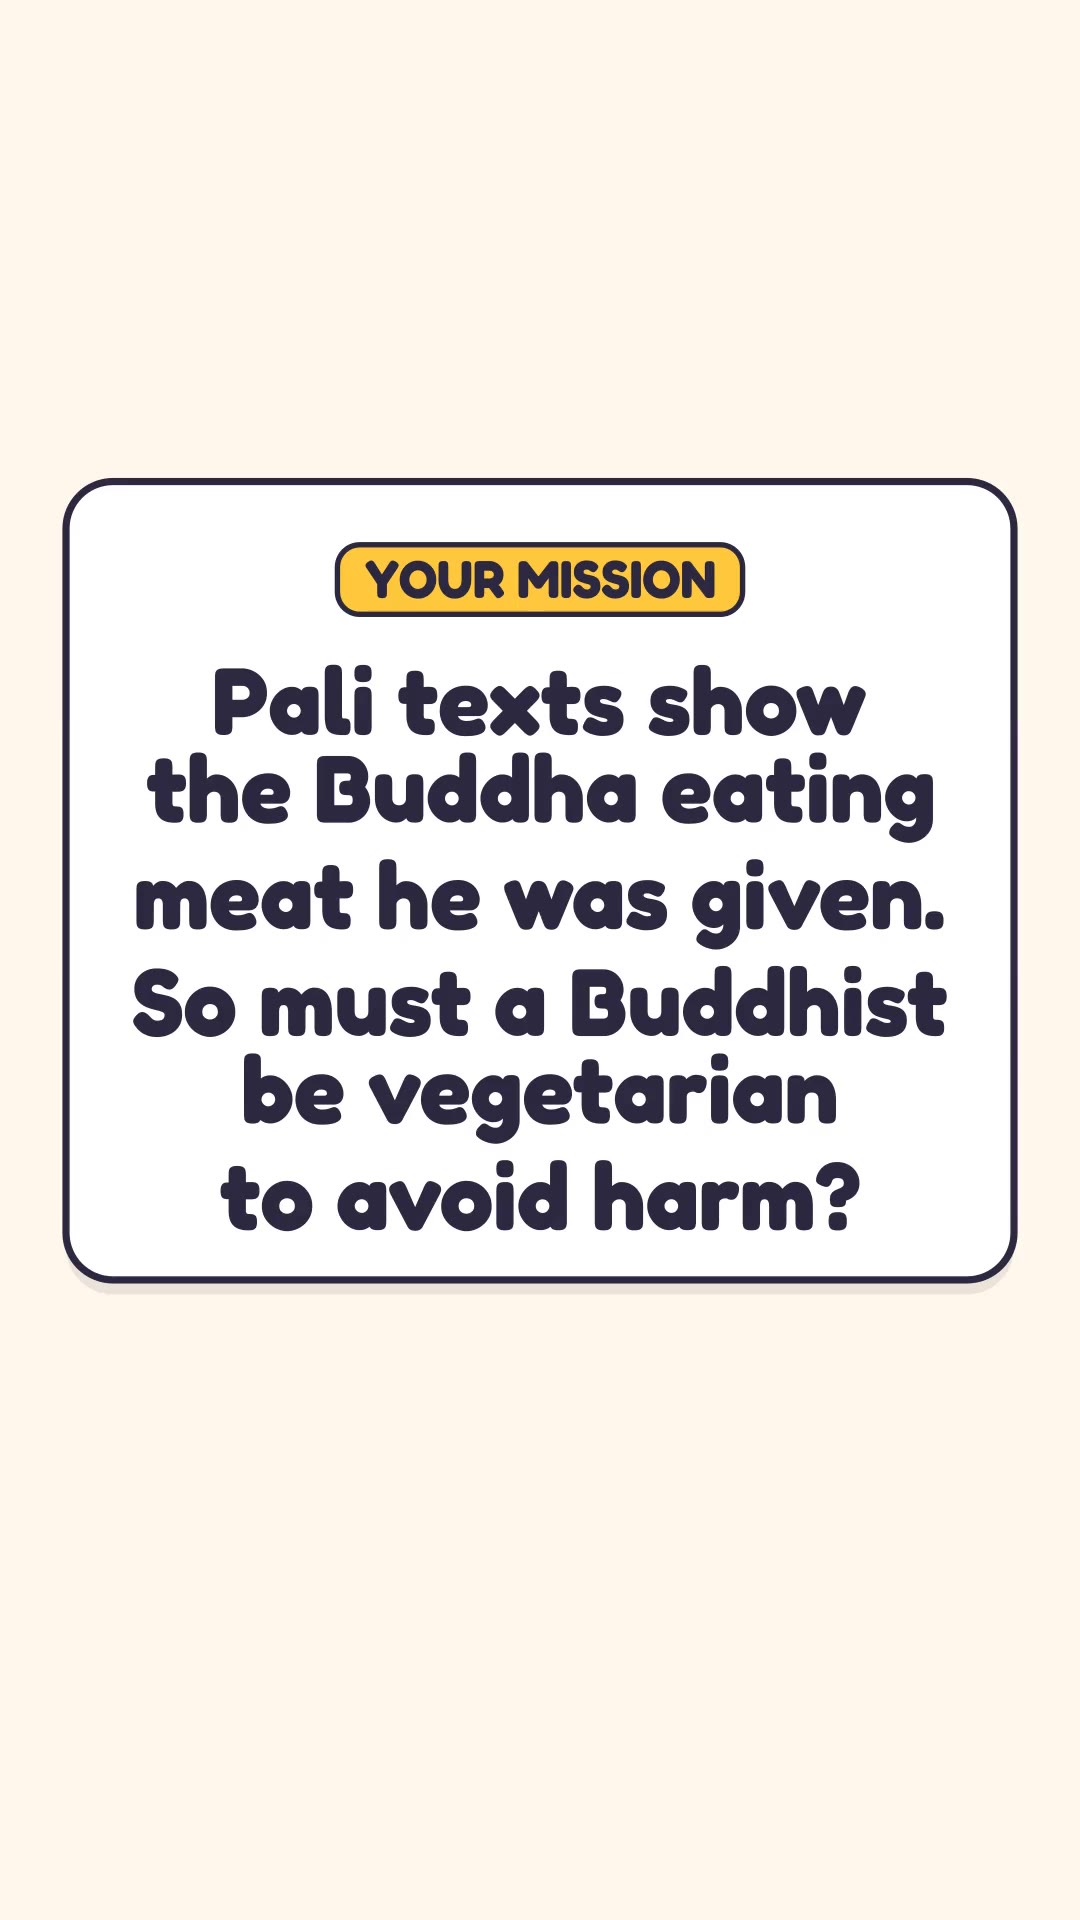 YOUR MISSION
Pali texts show
the Buddha eating
meat he was given.
So must a Buddhist
be vegetarian
to avoid harm?